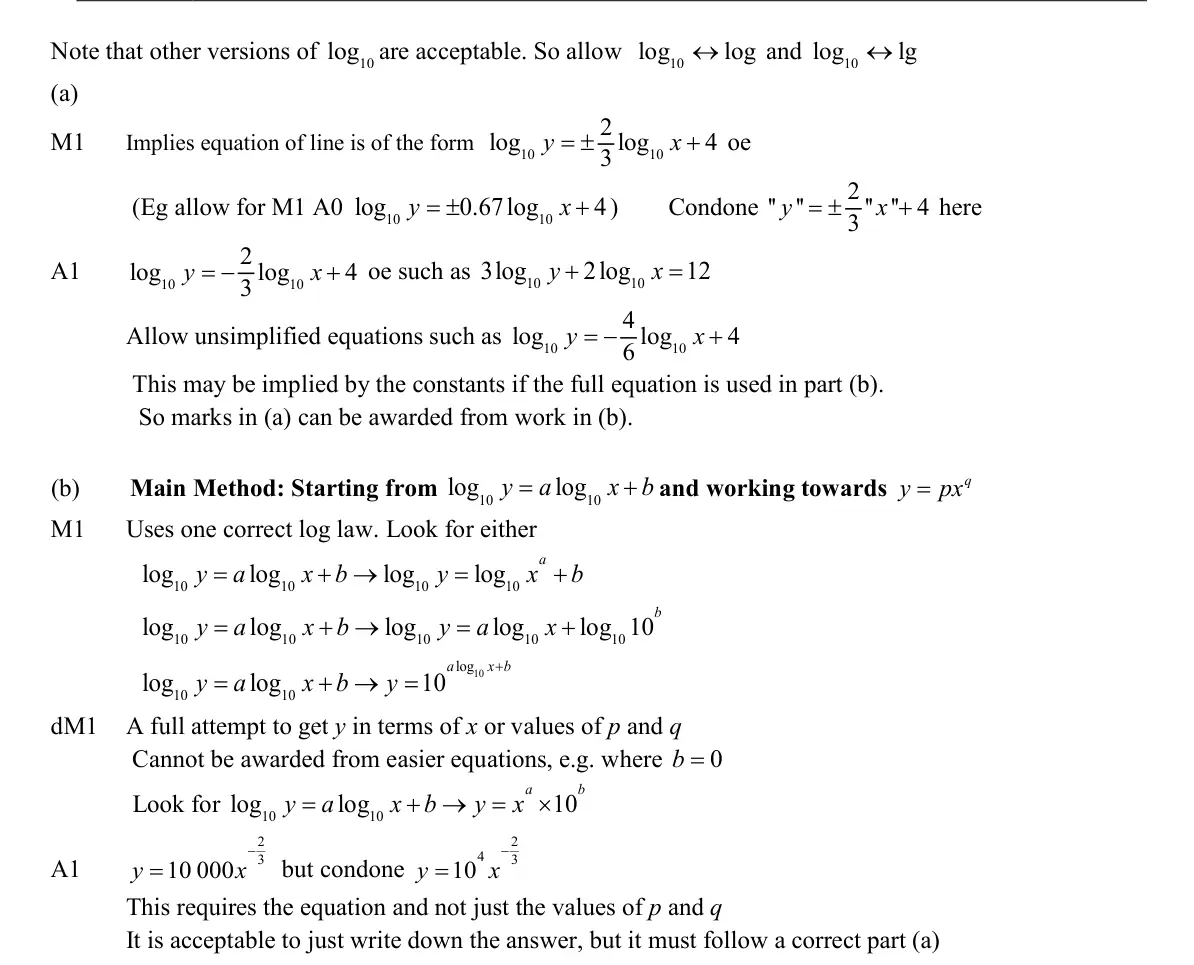 Note that other versions of log₁₀ are acceptable. So allow log₁₀ ↔ log and log₁₀ ↔ lg
(a)
M1 Implies equation of line is of the form log₁₀ y = ±2/3 log₁₀ x + 4 oe
(Eg allow for M1 A0 log₁₀ y = ±0.67 log₁₀ x + 4) Condone "y" = ±2/3 "x" + 4 here
A1 log₁₀ y = −2/3 log₁₀ x + 4 oe such as 3log₁₀ y + 2log₁₀ x = 12
Allow unsimplified equations such as log₁₀ y = −4/6 log₁₀ x + 4
This may be implied by the constants if the full equation is used in part (b).
So marks in (a) can be awarded from work in (b).
(b) Main Method: Starting from log₁₀ y = a log₁₀ x + b and working towards y = px^q
M1 Uses one correct log law. Look for either
log₁₀ y = a log₁₀ x + b → log₁₀ y = log₁₀ x^a + b
log₁₀ y = a log₁₀ x + b → log₁₀ y = a log₁₀ x + log₁₀ 10^b
log₁₀ y = a log₁₀ x + b → y = 10^(a log₁₀ x + b)
dM1 A full attempt to get y in terms of x or values of p and q
Cannot be awarded from easier equations, e.g. where b = 0
Look for log₁₀ y = a log₁₀ x + b → y = x^a × 10^b
A1 y = 10 000x^(−2/3) but condone y = 10^4 x^(−2/3)
This requires the equation and not just the values of p and q
It is acceptable to just write down the answer, but it must follow a correct part (a)